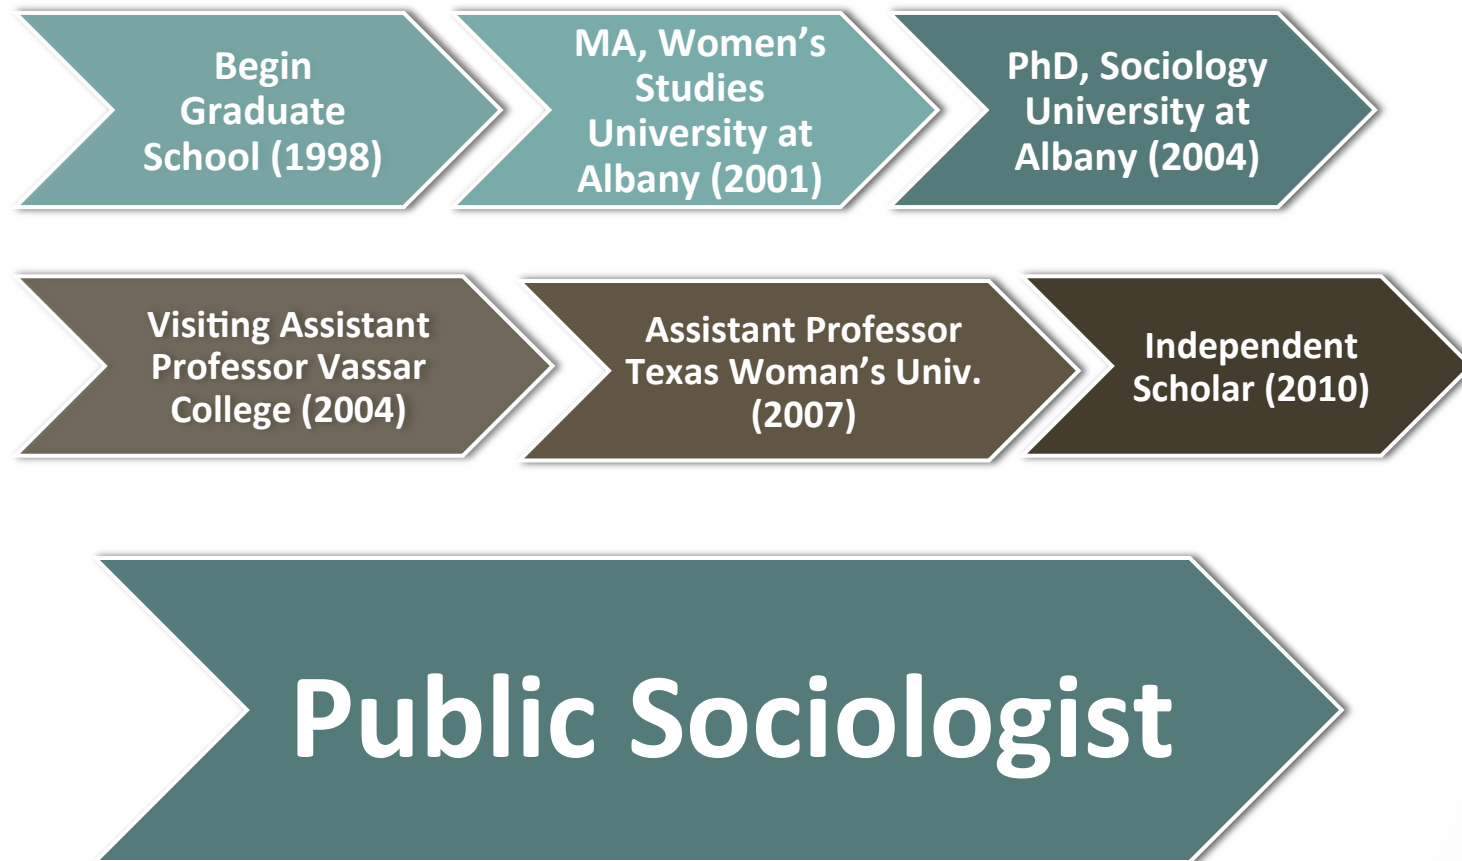 Begin
Graduate
School (1998)
MA, Women's
Studies
University at
Albany (2001)
PhD, Sociology
University at
Albany (2004)
Visiting Assistant
Professor Vassar
College (2004)
Assistant Professor
Texas Woman's Univ.
(2007)
Independent
Scholar (2010)
Public Sociologist